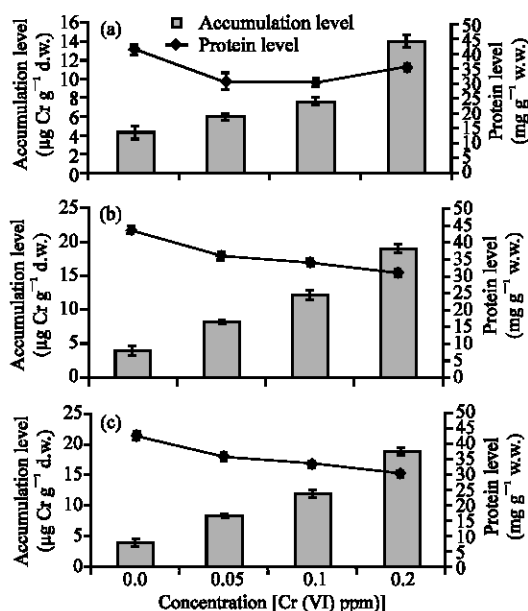 (a)
Accumulation level
Protein level
Accumulation level
(µg Cr g⁻¹ d.w.)
16
14
12
10
8
6
4
2
0
50
45
40
35
30
25
20
15
10
5
0
Protein level
(mg g⁻¹ w.w.)
(b)
Accumulation level
(µg Cr g⁻¹ d.w.)
25
20
15
10
5
0
50
45
40
35
30
25
20
15
10
5
0
Protein level
(mg g⁻¹ w.w.)
(c)
Accumulation level
(µg Cr g⁻¹ d.w.)
25
20
15
10
5
0
50
45
40
35
30
25
20
15
10
5
0
Protein level
(mg g⁻¹ w.w.)
0.0 0.05 0.1 0.2
Concentration [Cr (VI) ppm)]